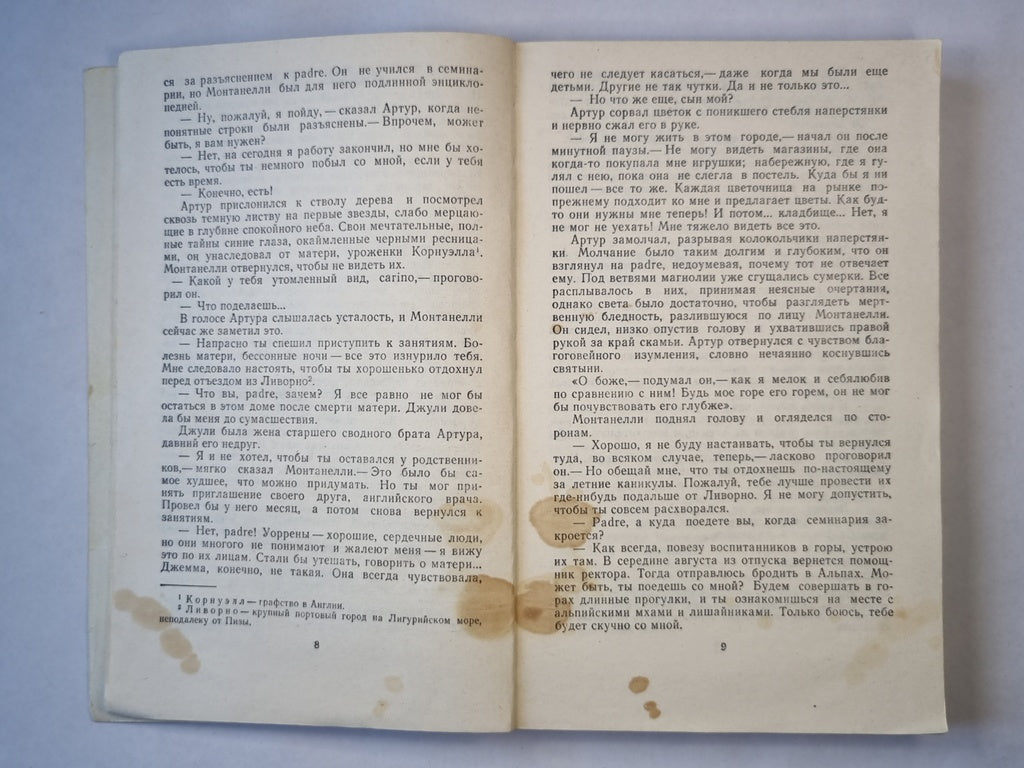 ся за разъяснением к padre. Он не учился в семина-
рии, но Монтанелли был для него подлинной энцикло-
педией.
— Ну, пожалуй, я пойду,— сказал Артур, когда не-
понятные строки были разъяснены.— Впрочем, может
быть, я вам нужен?
— Нет, на сегодня я работу закончил, но мне бы хо-
телось, чтобы ты немного побыл со мной, если у тебя
есть время.
— Конечно, есть!
Артур прислонился к стволу дерева и посмотрел
сквозь темную листву на первые звезды, слабо мерцаю-
щие в глубине спокойного неба. Свои мечтательные, пол-
ные тайны синие глаза, окаймленные черными ресница-
ми, он унаследовал от матери, уроженки Корнуэлла¹.
Монтанелли отвернулся, чтобы не видеть их.
— Какой у тебя утомленный вид, carino,— прогово-
рил он.
— Что поделаешь...
В голосе Артура слышалась усталость, и Монтанелли
сейчас же заметил это.
— Напрасно ты спешил приступить к занятиям. Бо-
лезнь матери, бессонные ночи — все это изнурило тебя.
Мне следовало настоять, чтобы ты хорошенько отдохнул
перед отъездом из Ливорно².
— Что вы, padre, зачем? Я все равно не мог бы
остаться в этом доме после смерти матери. Джули дове-
ла бы меня до сумасшествия.
Джули была жена старшего сводного брата Артура,
давний его недруг.
— Я и не хотел, чтобы ты оставался у родственни-
ков,— мягко сказал Монтанелли.— Это было бы са-
мое худшее, что можно придумать. Но ты мог при-
нять приглашение своего друга, английского врача.
Провел бы у него месяц, а потом снова вернулся к
занятиям.
— Нет, padre! Уоррены — хорошие, сердечные люди,
но они многого не понимают и жалеют меня — я вижу
это по их лицам. Стали бы утешать, говорить о матери...
Джемма, конечно, не такая. Она всегда чувствовала,
¹ Корнуэлл — графство в Англии.
² Ливорно — крупный портовый город на Лигурийском море,
неподалеку от Пизы.
8
чего не следует касаться,— даже когда мы были еще
детьми. Другие не так чутки. Да и не только это...
— Но что же еще, сын мой?
Артур сорвал цветок с поникшего стебля наперстянки
и нервно сжал его в руке.
— Я не могу жить в этом городе,— начал он после
минутной паузы.— Не могу видеть магазины, где она
когда-то покупала мне игрушки; набережную, где я гу-
лял с нею, пока она не слегла в постель. Куда бы я ни
пошел — все то же. Каждая цветочница на рынке по-
прежнему подходит ко мне и предлагает цветы. Как буд-
то они нужны мне теперь! И потом... кладбище... Нет, я
не мог не уехать! Мне тяжело видеть все это.
Артур замолчал, разрывая колокольчики наперстян-
ки. Молчание было таким долгим и глубоким, что он
взглянул на padre, недоумевая, почему тот не отвечает
ему. Под ветвями магнолии уже сгущались сумерки. Все
расплывалось в них, принимая неясные очертания,
однако света было достаточно, чтобы разглядеть мерт-
венную бледность, разлившуюся по лицу Монтанелли.
Он сидел, низко опустив голову и ухватившись правой
рукой за край скамьи. Артур отвернулся с чувством бла-
гоговейного изумления, словно нечаянно коснувшись
святыни.
«О боже,— подумал он,— как я мелок и себялюбив
по сравнению с ним! Будь мое горе его горем, он не мог
бы почувствовать его глубже».
Монтанелли поднял голову и огляделся по сто-
ронам.
— Хорошо, я не буду настаивать, чтобы ты вернулся
туда, во всяком случае, теперь,— ласково проговорил
он.— Но обещай мне, что ты отдохнешь по-настоящему
за летние каникулы. Пожалуй, тебе лучше провести их
где-нибудь подальше от Ливорно. Я не могу допустить,
чтобы ты совсем расхворался.
— Padre, а куда поедете вы, когда семинария за-
кроется?
— Как всегда, повезу воспитанников в горы, устрою
их там. В середине августа из отпуска вернется помощ-
ник ректора. Тогда отправлюсь бродить в Альпах. Мо-
жет быть, ты поедешь со мной? Будем совершать в го-
рах длинные прогулки, и ты ознакомишься на месте с
альпийскими мхами и лишайниками. Только боюсь, тебе
будет скучно со мной.
9